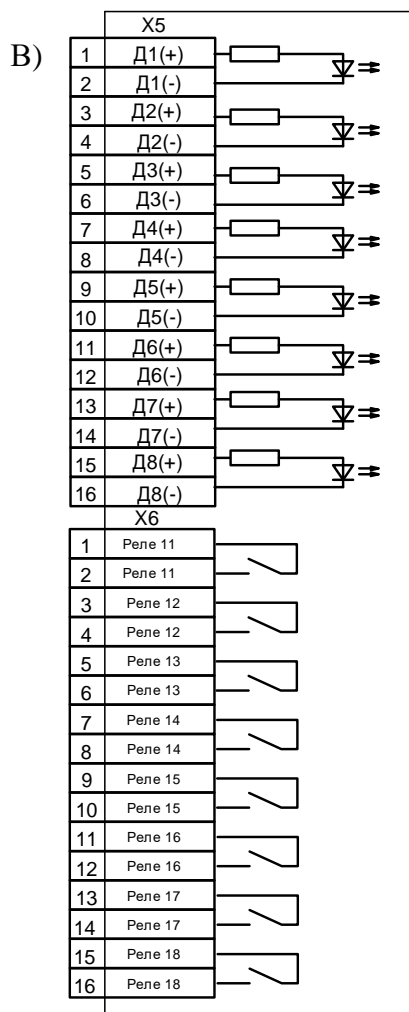 X5
В)
1 Д1(+)
2 Д1(-)
3 Д2(+)
4 Д2(-)
5 Д3(+)
6 Д3(-)
7 Д4(+)
8 Д4(-)
9 Д5(+)
10 Д5(-)
11 Д6(+)
12 Д6(-)
13 Д7(+)
14 Д7(-)
15 Д8(+)
16 Д8(-)
X6
1 Реле 11
2 Реле 11
3 Реле 12
4 Реле 12
5 Реле 13
6 Реле 13
7 Реле 14
8 Реле 14
9 Реле 15
10 Реле 15
11 Реле 16
12 Реле 16
13 Реле 17
14 Реле 17
15 Реле 18
16 Реле 18